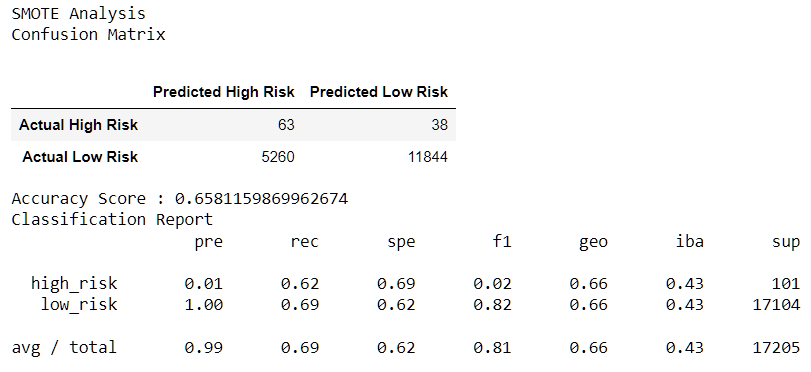 SMOTE Analysis
Confusion Matrix
Predicted High Risk Predicted Low Risk
Actual High Risk 63 38
Actual Low Risk 5260 11844
Accuracy Score : 0.6581159869962674
Classification Report
pre rec spe f1 geo iba sup
high_risk 0.01 0.62 0.69 0.02 0.66 0.43 101
low_risk 1.00 0.69 0.62 0.82 0.66 0.43 17104
avg / total 0.99 0.69 0.62 0.81 0.66 0.43 17205